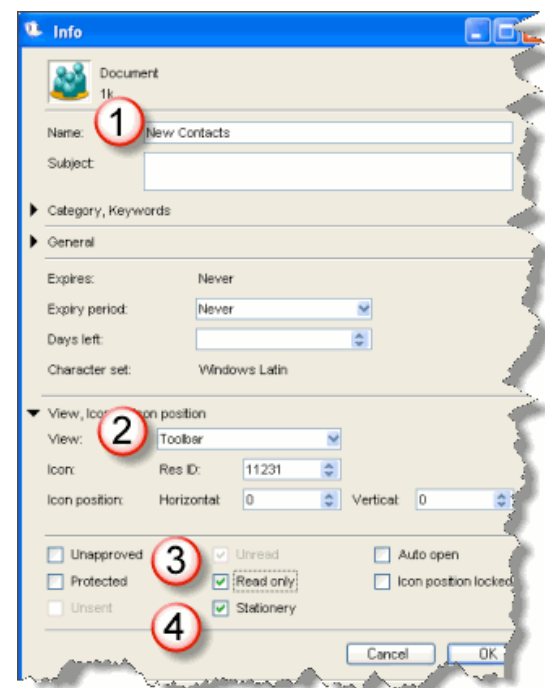 Info
Document
1k
1
Name: New Contacts
Subject:
Category, Keywords
General
Expires: Never
Expiry period: Never
Days left:
Character set: Windows Latin
View, Ico on position
2
View: Toolbar
Icon: Res ID: 11231
Icon position: Horizontal: 0 Vertical: 0
3
Unapproved Unread Auto open
Protected Read only Icon position locked
Unsent Stationery
4
Cancel OK